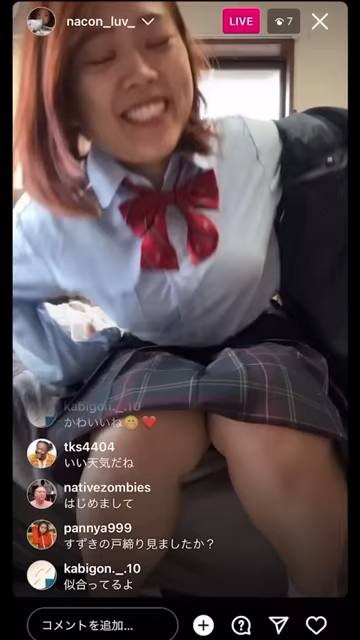 nacon_luv_
LIVE
7
kabigon._.10
かわいいね🤭❤️
tks4404
いい天気だね
nativezombies
はじめまして
pannya999
すずきの戸締り見ましたか？
kabigon._.10
似合ってるよ
コメントを追加...